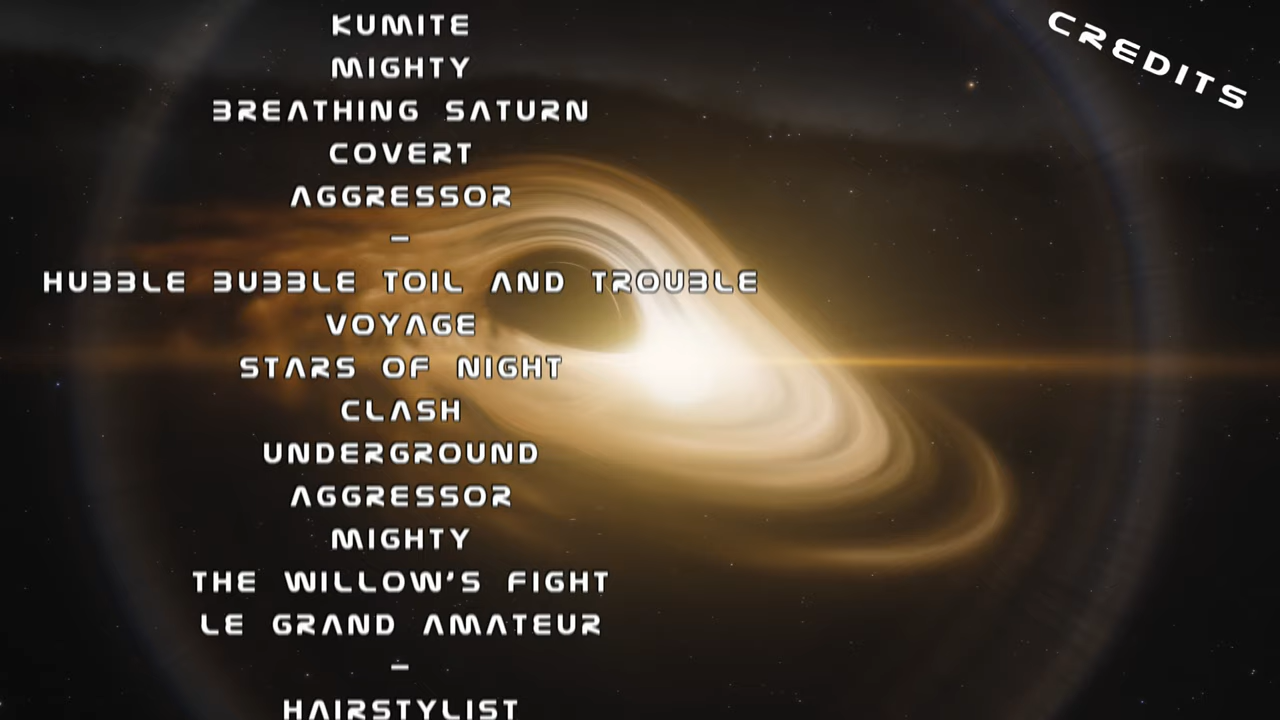 KUMITE
MIGHTY
BREATHING SATURN
COVERT
AGGRESSOR
–
HUBBLE BUBBLE TOIL AND TROUBLE
VOYAGE
STARS OF NIGHT
CLASH
UNDERGROUND
AGGRESSOR
MIGHTY
THE WILLOW'S FIGHT
LE GRAND AMATEUR
–
HAIRSTYLIST
CREDITS